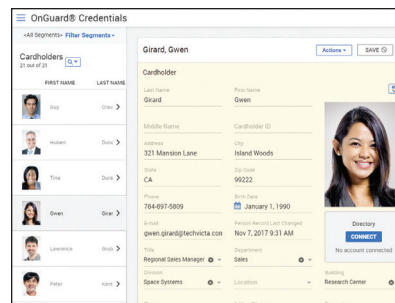 OnGuard® Credentials
<All Segments> Filter Segments
Cardholders
21 out of 21
FIRST NAME LAST NAME
Guy
Hubert
Tina
Gwen Girar
Lawrence
Peter Kent
Girard, Gwen
Actions
SAVE
Cardholder
Last Name First Name
Girard Gwen
Middle Name Cardholder ID
Address City
321 Mansion Lane Island Woods
State Zip Code
CA 99222
Phone Birth Date
784-897-5809 January 1, 1990
E-mail Person Record Last Changed
gwen.girard@techvicta.con Nov 7, 2017 9:31 AM
Title Department
Regional Sales Manager Sales
Division
Space Systems Location
Directory
CONNECT
No account connected
Building
Research Center